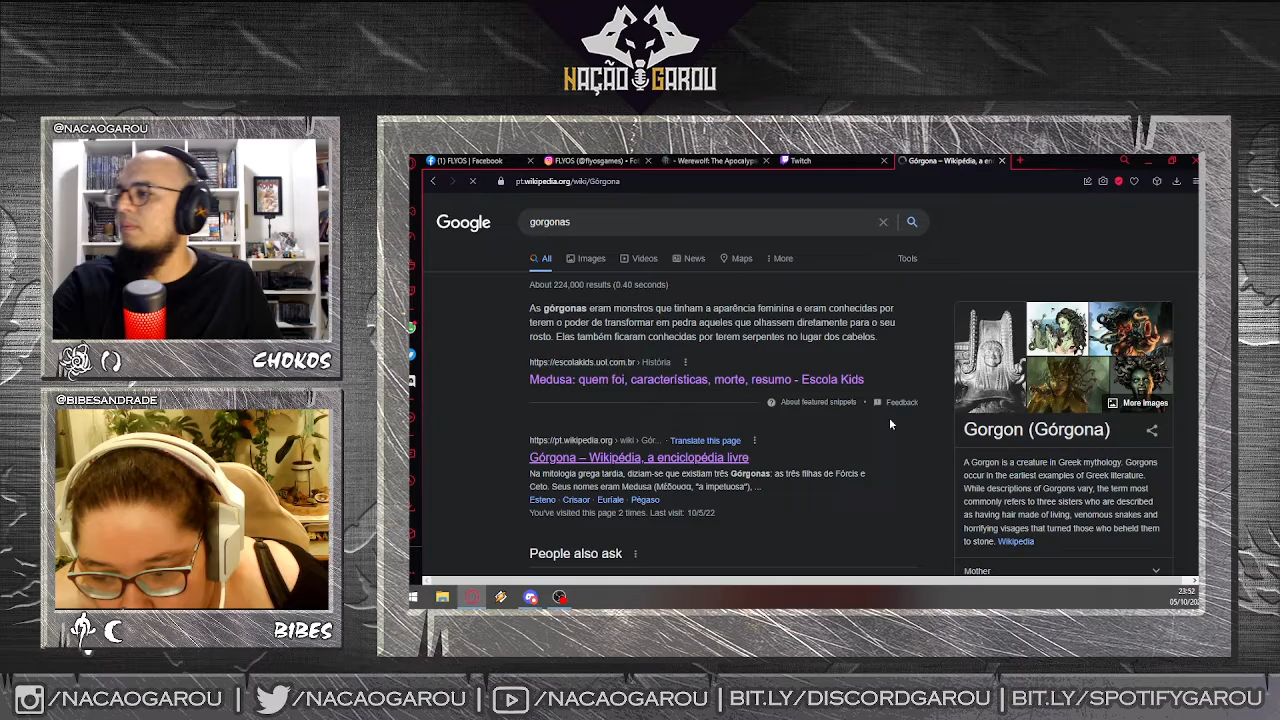 NAÇÃO GAROU
@NACAOGAROU
CHOKOS
@BIBESANDRADE
BIBES
(1) FLYOS | Facebook
FLYOS (@flyosgames) • Fo
- Werewolf: The Apocalyps
Twitch
Górgona – Wikipédia, a en
pt.wikipedia.org/wiki/Górgona
Google
gorgonas
All Images Videos News Maps More Tools
About 224,000 results (0.40 seconds)
As górgonas eram monstros que tinham a aparência feminina e eram conhecidas por
terem o poder de transformar em pedra aqueles que olhassem diretamente para o seu
rosto. Elas também ficaram conhecidas por terem serpentes no lugar dos cabelos.
https://escolakids.uol.com.br › História
Medusa: quem foi, características, morte, resumo - Escola Kids
About featured snippets • Feedback
https://pt.wikipedia.org › wiki › Gór... · Translate this page
Górgona – Wikipédia, a enciclopédia livre
Na mitologia grega tardia, diziam-se que existiam três Górgonas: as três filhas de Fórcis e
Ceto. Seus nomes eram Medusa (Μέδουσα, "a impetuosa"), ...
Esteno · Crisaor · Euríale · Pégaso
You've visited this page 2 times. Last visit: 10/5/22
People also ask
More images
Gorgon (Górgona)
A Gorgon is a creature in Greek mythology. Gorgons
occur in the earliest examples of Greek literature.
While descriptions of Gorgons vary, the term most
commonly refers to three sisters who are described
as having hair made of living, venomous snakes and
horrifying visages that turned those who beheld them
to stone. Wikipedia
Mother
23:52
05/10/202
/NACAOGAROU | /NACAOGAROU | /NACAOGAROU | BIT.LY/DISCORDGAROU | BIT.LY/SPOTIFYGAROU